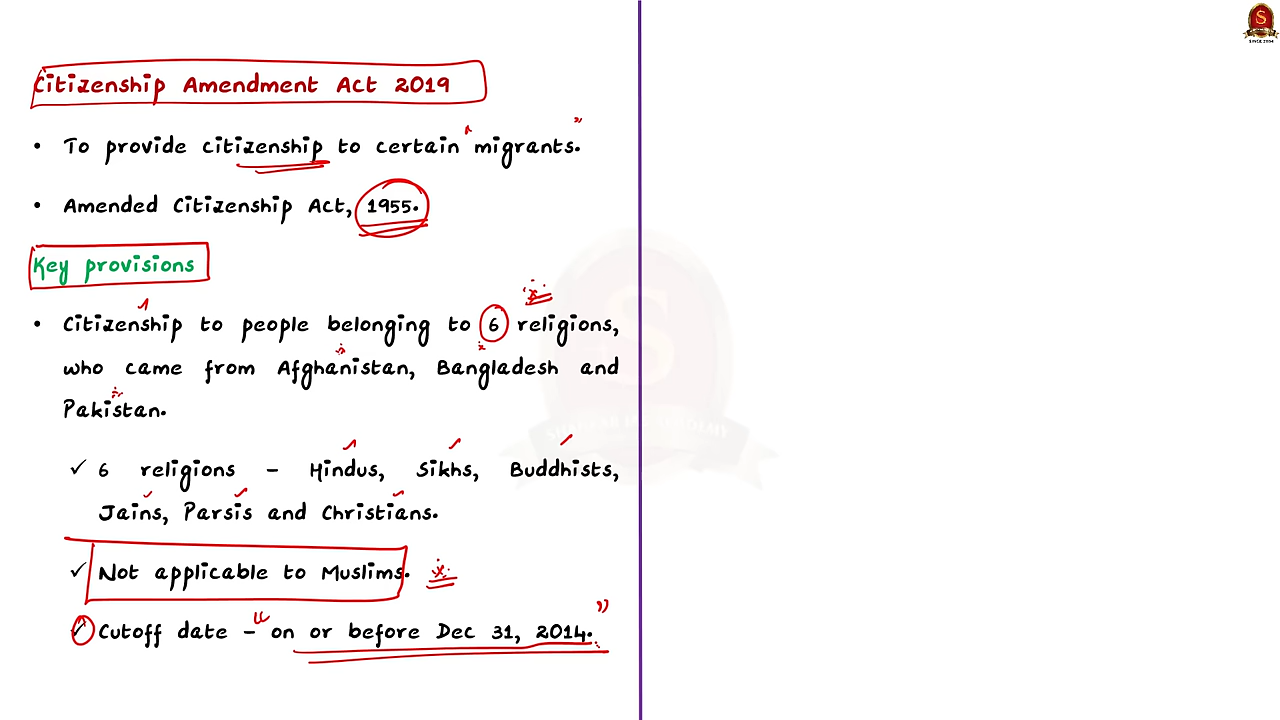 Citizenship Amendment Act 2019
• To provide citizenship to certain migrants.
• Amended Citizenship Act, 1955.
Key provisions
• Citizenship to people belonging to 6 religions,
who came from Afghanistan, Bangladesh and
Pakistan.
✓ 6 religions – Hindus, Sikhs, Buddhists,
Jains, Parsis and Christians.
✓ Not applicable to Muslims.
✓ Cutoff date – "on or before Dec 31, 2014."
S
SINCE 2004